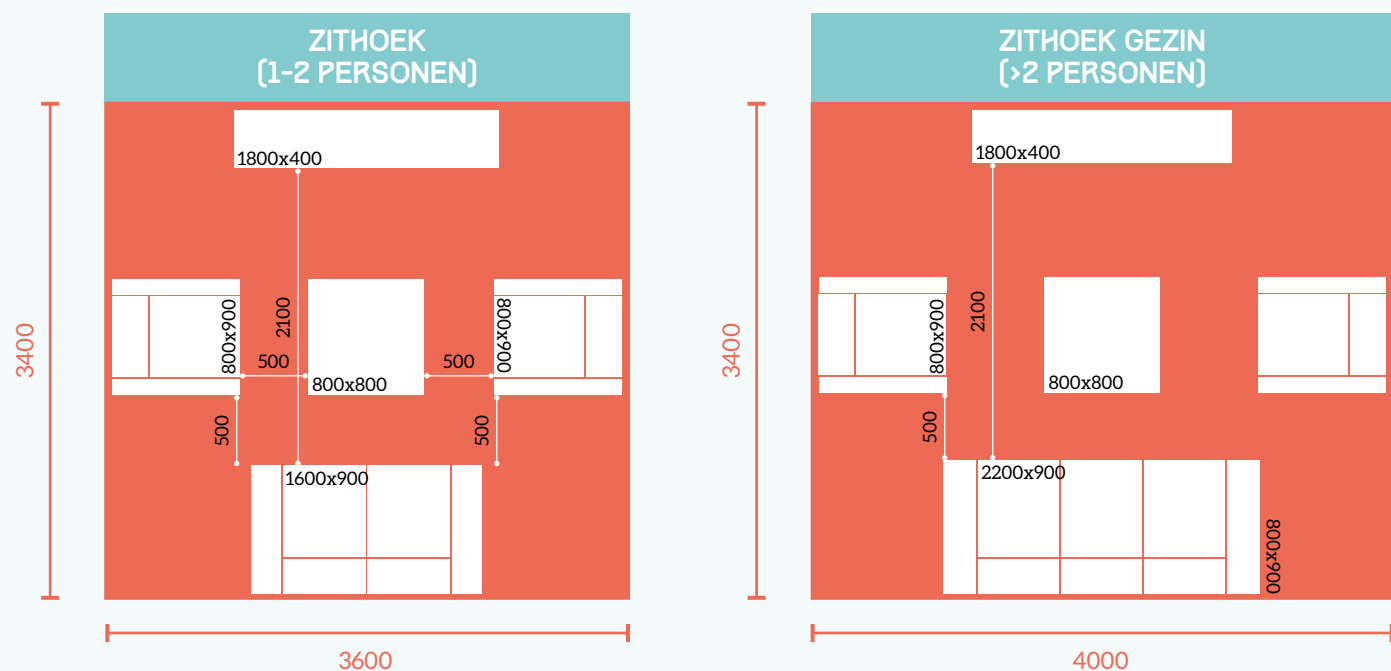 ZITHOEK
(1-2 PERSONEN)
1800x400
3400
800x900
2100
500
800x800
500
800x900
500
500
1600x900
3600
ZITHOEK GEZIN
(>2 PERSONEN)
1800x400
3400
800x900
2100
800x800
500
2200x900
800x900
4000